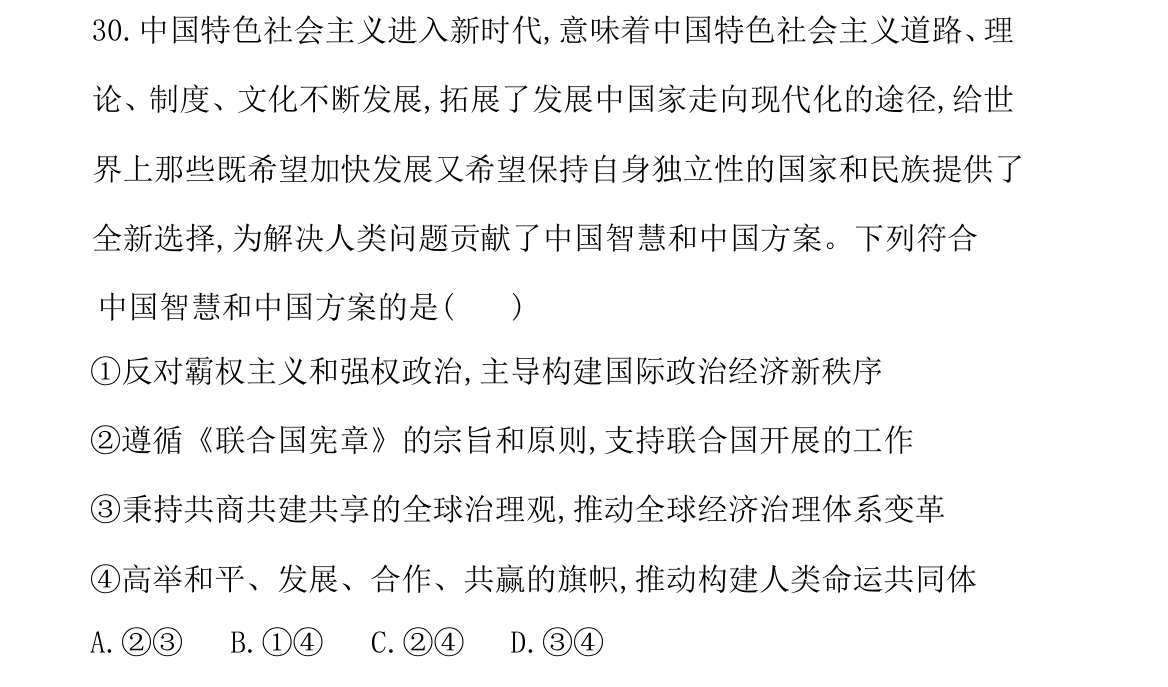 30.中国特色社会主义进入新时代,意味着中国特色社会主义道路、理
论、制度、文化不断发展,拓展了发展中国家走向现代化的途径,给世
界上那些既希望加快发展又希望保持自身独立性的国家和民族提供了
全新选择,为解决人类问题贡献了中国智慧和中国方案。下列符合
中国智慧和中国方案的是(  )
①反对霸权主义和强权政治,主导构建国际政治经济新秩序
②遵循《联合国宪章》的宗旨和原则,支持联合国开展的工作
③秉持共商共建共享的全球治理观,推动全球经济治理体系变革
④高举和平、发展、合作、共赢的旗帜,推动构建人类命运共同体
A.②③ B.①④ C.②④ D.③④